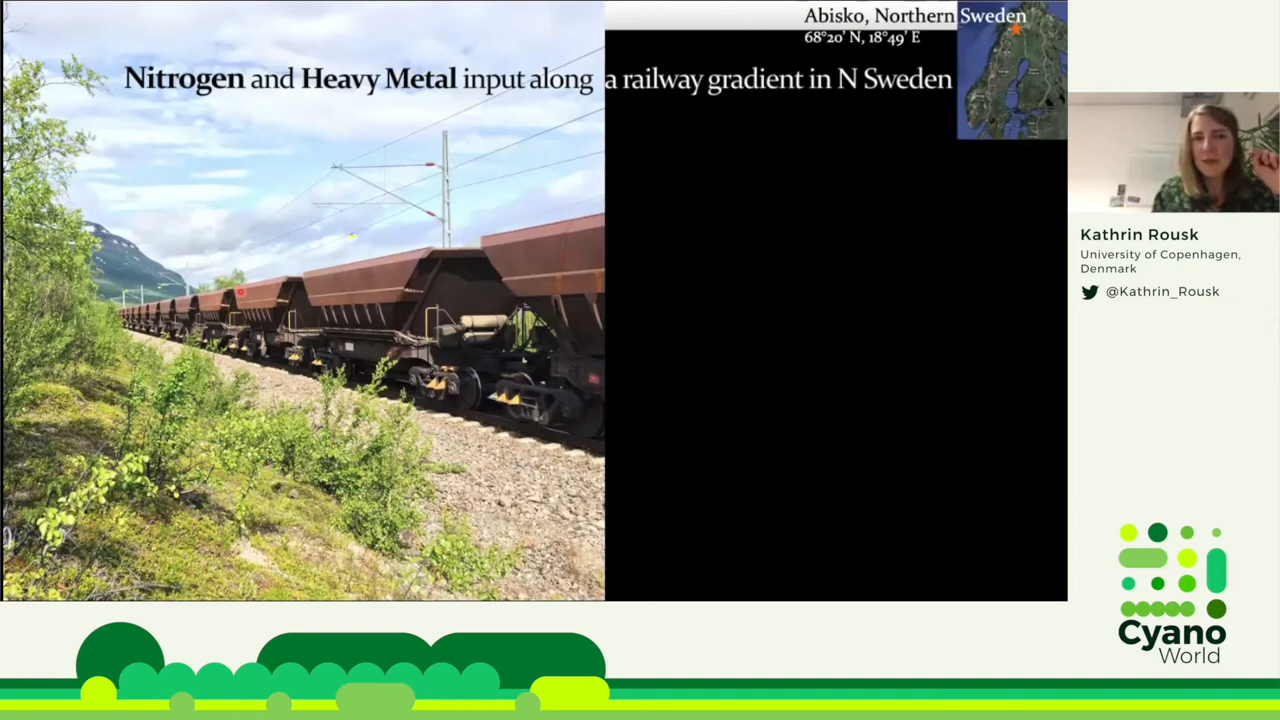 Abisko, Northern Sweden
68°20' N, 18°49' E
Nitrogen and Heavy Metal input along a railway gradient in N Sweden
Kathrin Rousk
University of Copenhagen,
Denmark
@Kathrin_Rousk
Cyano
World